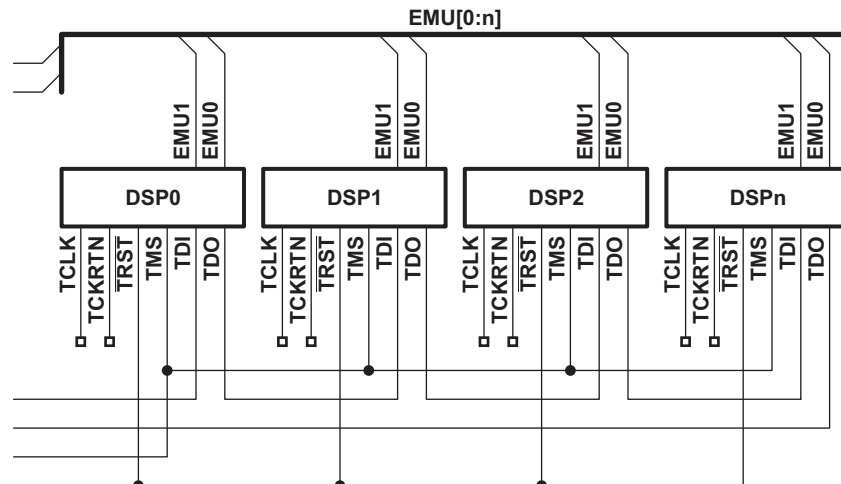 EMU[0:n]
EMU1 EMU0 EMU1 EMU0 EMU1 EMU0 EMU1 EMU0
DSP0 DSP1 DSP2 DSPn
TCLK TCKRTN TRST TMS TDI TDO TCLK TCKRTN TRST TMS TDI TDO TCLK TCKRTN TRST TMS TDI TDO TCLK TCKRTN TRST TMS TDI TDO